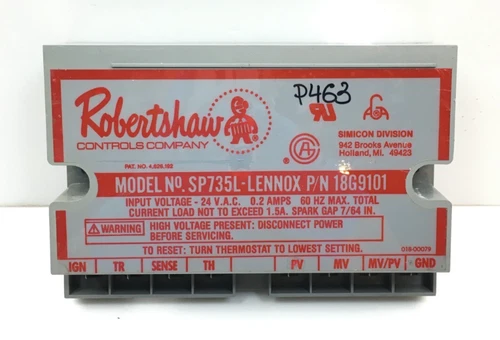 P463
Robertshaw
CONTROLS COMPANY
SIMICON DIVISION
942 Brooks Avenue
Holland, Mi. 49423
MODEL NO. SP735L-LENNOX P/N 18G9101
INPUT VOLTAGE - 24 V.A.C. 0.2 AMPS 60 HZ MAX. TOTAL
CURRENT LOAD NOT TO EXCEED 1.5A. SPARK GAP 7/64 IN.
WARNING HIGH VOLTAGE PRESENT: DISCONNECT POWER
BEFORE SERVICING.
TO RESET: TURN THERMOSTAT TO LOWEST SETTING.
018-00079
IGN TR SENSE TH PV MV MV/PV GND